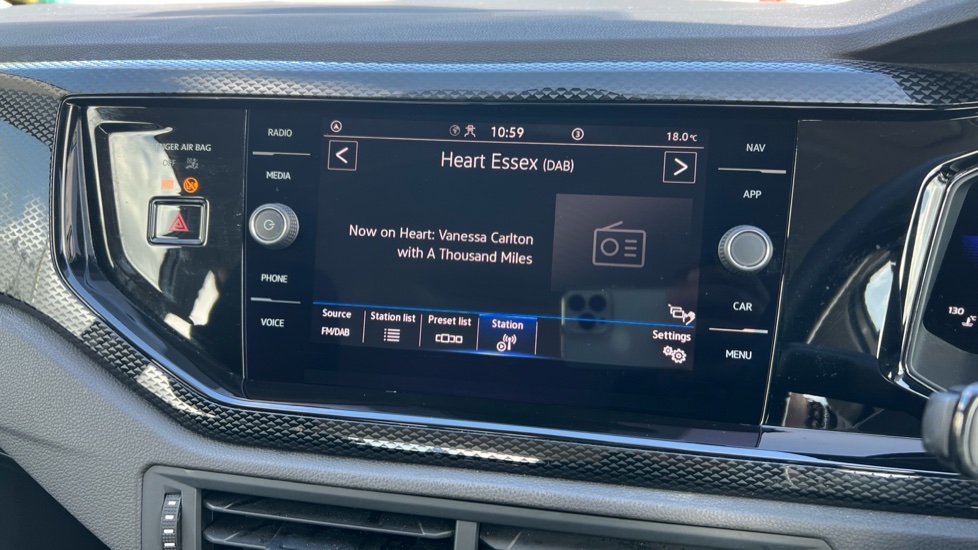 NGER AIR BAG
OFF
RADIO
MEDIA
PHONE
VOICE
10:59
3
18.0°C
Heart Essex (DAB)
Now on Heart: Vanessa Carlton
with A Thousand Miles
Source
FM/DAB
Station list
Preset list
Station
Settings
NAV
APP
CAR
MENU
130